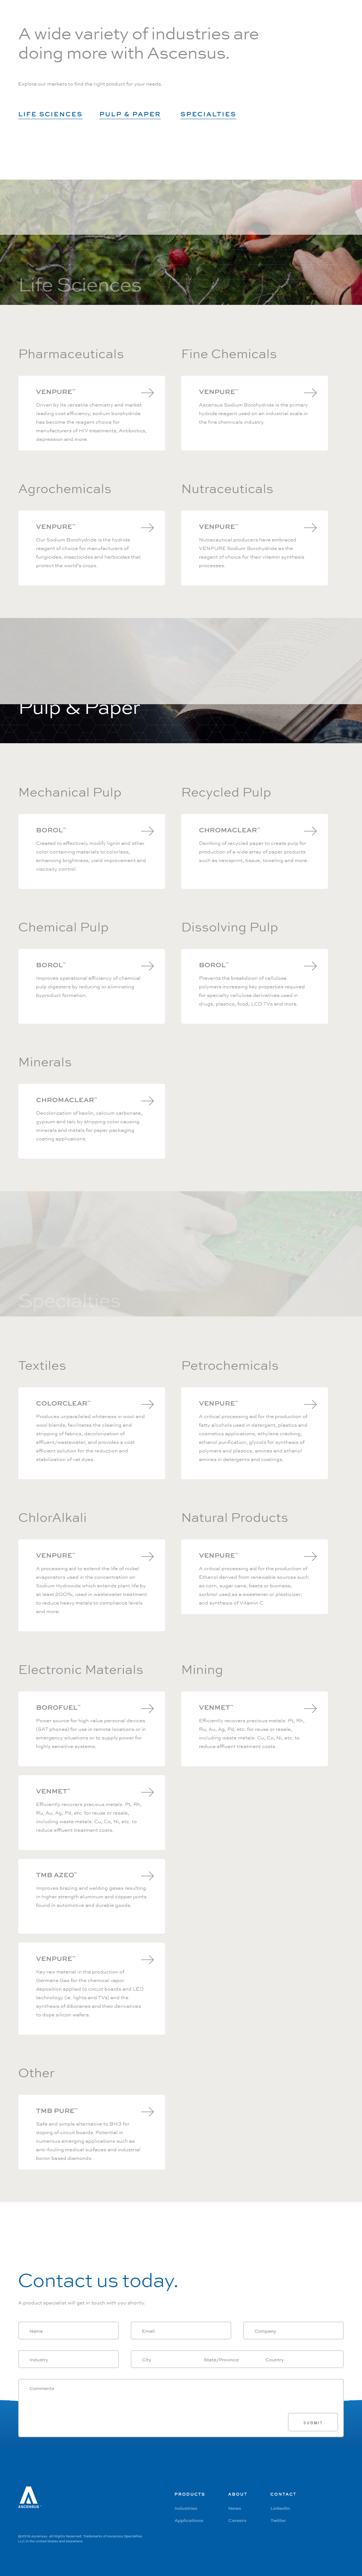 A wide variety of industries are
doing more with Ascensus.
Explore our markets to find the right product for your needs.
LIFE SCIENCES PULP & PAPER SPECIALTIES
Life Sciences
Pharmaceuticals
VENPURE™
Driven by its versatile chemistry and market
leading cost efficiency, sodium borohydride
has become the reagent choice for
manufacturers of HIV treatments, Antibiotics,
depression and more.
Fine Chemicals
VENPURE™
Ascensus Sodium Borohydride is the primary
hydride reagent used on an industrial scale in
the fine chemicals industry.
Agrochemicals
VENPURE™
Our Sodium Borohydride is the hydride
reagent of choice for manufacturers of
fungicides, insecticides and herbicides that
protect the world's crops.
Nutraceuticals
VENPURE™
Nutraceutical producers have embraced
VENPURE Sodium Borohydride as the
reagent of choice for their vitamin synthesis
processes.
Pulp & Paper
Mechanical Pulp
BOROL™
Created to effectively modify lignin and other
color containing materials to colorless,
enhancing brightness, yield improvement and
viscosity control.
Recycled Pulp
CHROMACLEAR™
Deinking of recycled paper to create pulp for
production of a wide array of paper products
such as newsprint, tissue, toweling and more.
Chemical Pulp
BOROL™
Improves operational efficiency of chemical
pulp digesters by reducing or eliminating
byproduct formation.
Dissolving Pulp
BOROL™
Prevents the breakdown of cellulose
polymers increasing key properties required
for specialty cellulose derivatives used in
drugs, plastics, food, LCD TVs and more.
Minerals
CHROMACLEAR™
Decolorization of kaolin, calcium carbonate,
gypsum and talc by stripping color causing
minerals and metals for paper packaging
coating applications.
Specialties
Textiles
COLORCLEAR™
Produces unparalleled whiteness in wool and
wool blends, facilitates the clearing and
stripping of fabrics, decolorization of
effluent/wastewater, and provides a cost
efficient solution for the reduction and
stabilization of vat dyes.
Petrochemicals
VENPURE™
A critical processing aid for the production of
fatty alcohols used in detergent, plastics and
cosmetics applications; ethylene cracking;
ethanol purification; glycols for synthesis of
polymers and plastics; amines and ethanol
amines in detergents and coatings.
ChlorAlkali
VENPURE™
A processing aid to extend the life of nickel
evaporators used in the concentration on
Sodium Hydroxide which extends plant life by
at least 200%, used in wastewater treatment
to reduce heavy metals to compliance levels
and more.
Natural Products
VENPURE™
A critical processing aid for the production of
Ethanol derived from renewable sources such
as corn, sugar cane, beets or biomass,
sorbitol used as a sweetener or plasticizer;
and synthesis of Vitamin C.
Electronic Materials
BOROFUEL™
Power source for high value personal devices
(SAT phones) for use in remote locations or in
emergency situations or to supply power for
highly sensitive systems.
Mining
VENMET™
Efficiently recovers precious metals: Pt, Rh,
Ru, Au, Ag, Pd, etc. for reuse or resale,
including waste metals: Cu, Co, Ni, etc. to
reduce effluent treatment costs.
VENMET™
Efficiently recovers precious metals: Pt, Rh,
Ru, Au, Ag, Pd, etc. for reuse or resale,
including waste metals: Cu, Co, Ni, etc. to
reduce effluent treatment costs.
TMB AZEO™
Improves brazing and welding gases resulting
in higher strength aluminum and copper joints
found in automotive and durable goods.
VENPURE™
Key raw material in the production of
Germane Gas for the chemical vapor
deposition applied to circuit boards and LED
technology (ie. lights and TVs) and the
synthesis of diboranes and their derivatives
to dope silicon wafers.
Other
TMB PURE™
Safe and simple alternative to BH3 for
doping of circuit boards. Potential in
numerous emerging applications such as
anti-fouling medical surfaces and industrial
boron based diamonds.
Contact us today.
A product specialist will get in touch with you shortly.
Name Email Company
Industry City State/Province Country
Comments
SUBMIT
ASCENSUS™
PRODUCTS ABOUT CONTACT
Industries News LinkedIn
Applications Careers Twitter
©2018 Ascensus. All Rights Reserved. Trademarks of Ascensus Specialties
LLC in the United States and elsewhere.